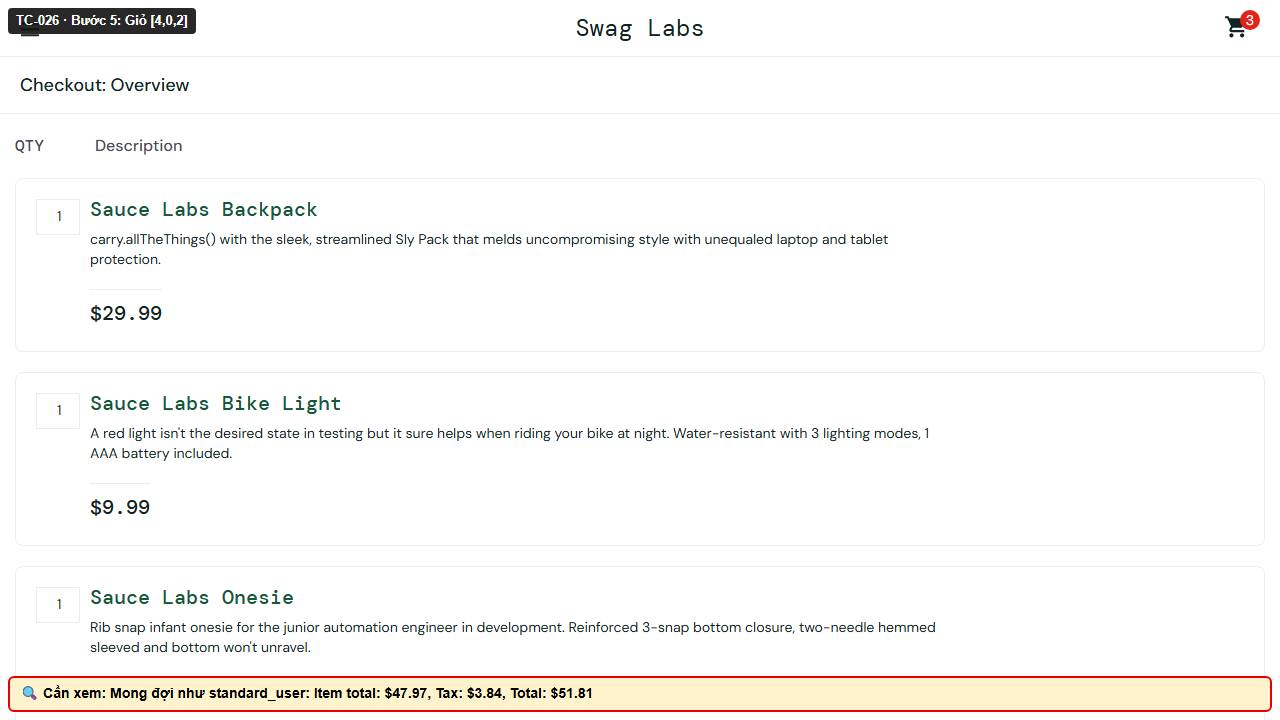 TC-026 · Bước 5: Giỏ [4,0,2]
Swag Labs
3
Checkout: Overview
QTY Description
1
Sauce Labs Backpack
carry.allTheThings() with the sleek, streamlined Sly Pack that melds uncompromising style with unequaled laptop and tablet
protection.
$29.99
1
Sauce Labs Bike Light
A red light isn't the desired state in testing but it sure helps when riding your bike at night. Water-resistant with 3 lighting modes, 1
AAA battery included.
$9.99
1
Sauce Labs Onesie
Rib snap infant onesie for the junior automation engineer in development. Reinforced 3-snap bottom closure, two-needle hemmed
sleeved and bottom won't unravel.
🔍 Cần xem: Mong đợi như standard_user: Item total: $47.97, Tax: $3.84, Total: $51.81